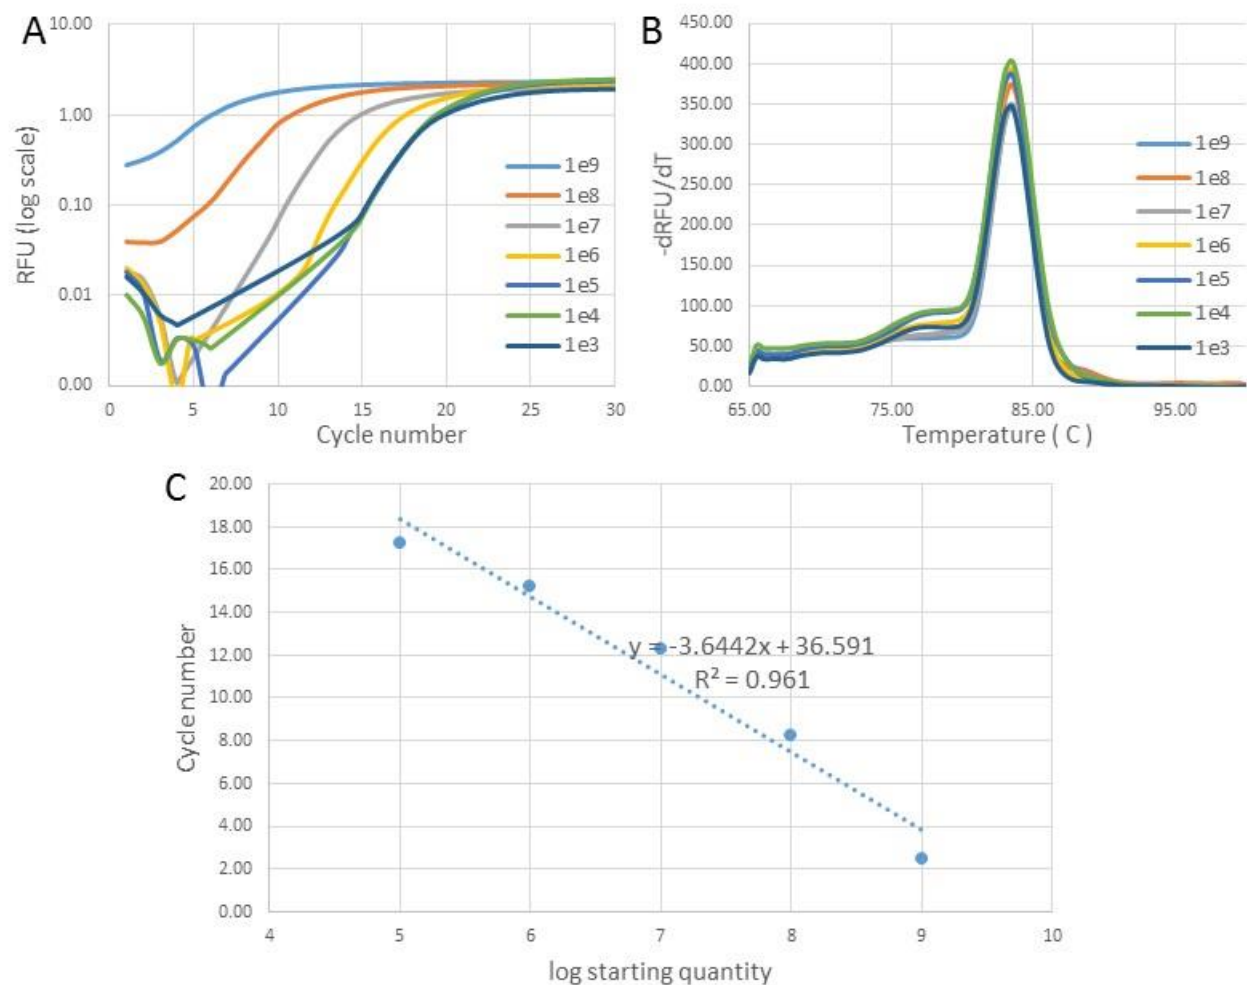 A
10.00
1.00
0.10
0.01
0.00
RFU (log scale)
0
5
10
15
20
25
30
Cycle number
1e9
1e8
1e7
1e6
1e5
1e4
1e3
B
450.00
400.00
350.00
300.00
250.00
200.00
150.00
100.00
50.00
0.00
-dRFU/dT
65.00
75.00
85.00
95.00
Temperature ( C )
1e9
1e8
1e7
1e6
1e5
1e4
1e3
C
20.00
18.00
16.00
14.00
12.00
10.00
8.00
6.00
4.00
2.00
0.00
Cycle number
y = -3.6442x + 36.591
R² = 0.961
4
5
6
7
8
9
10
log starting quantity